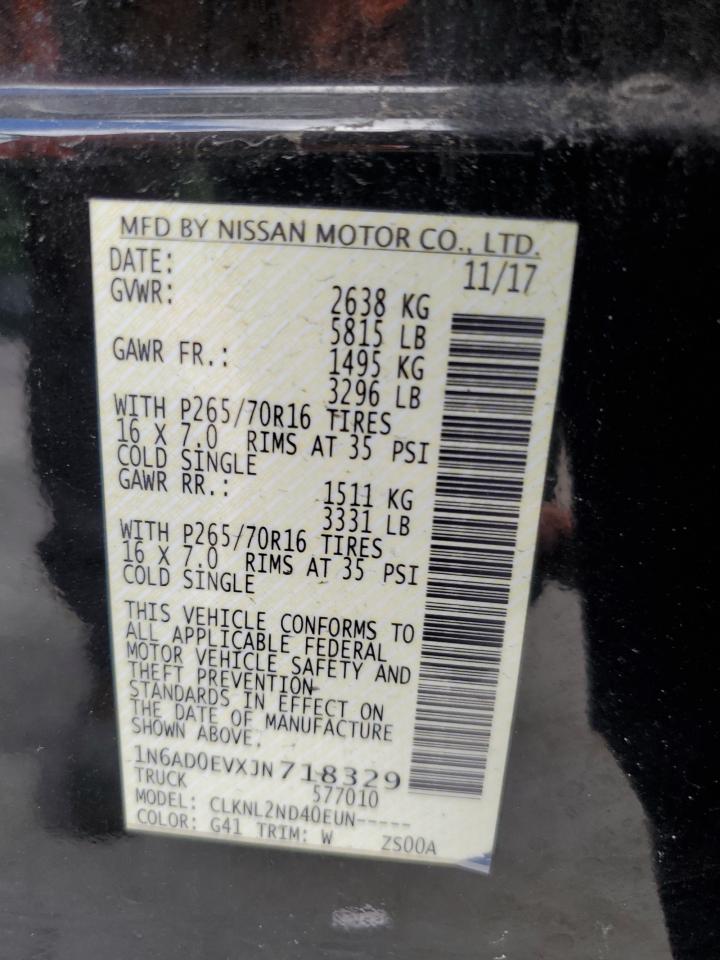 MFD BY NISSAN MOTOR CO., LTD.
DATE: 11/17
GVWR: 2638 KG
5815 LB
GAWR FR.: 1495 KG
3296 LB
WITH P265/70R16 TIRES
16 X 7.0 RIMS AT 35 PSI
COLD SINGLE
GAWR RR.: 1511 KG
3331 LB
WITH P265/70R16 TIRES
16 X 7.0 RIMS AT 35 PSI
COLD SINGLE
THIS VEHICLE CONFORMS TO
ALL APPLICABLE FEDERAL
MOTOR VEHICLE SAFETY AND
THEFT PREVENTION
STANDARDS IN EFFECT ON
THE DATE OF MANUFACTURE
SHOWN ABOVE.
1N6AD0EVXJN718329
TRUCK 577010
MODEL: CLKNL2ND40EUN-----
COLOR: G41 TRIM: W ZS00A